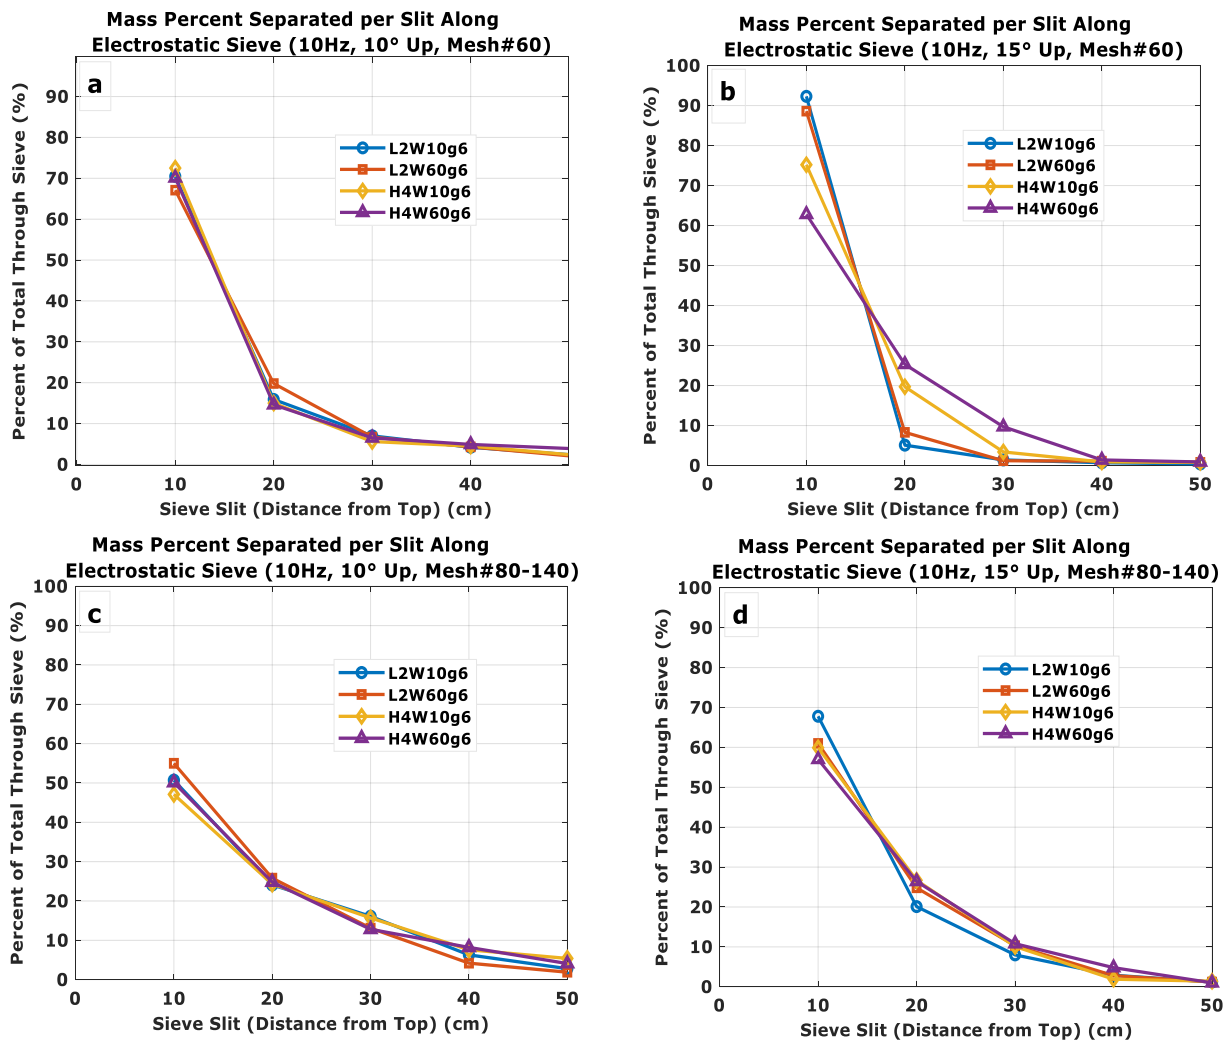 Mass Percent Separated per Slit Along
Electrostatic Sieve (10Hz, 10° Up, Mesh#60)
a
Percent of Total Through Sieve (%)
90
80
70
60
50
40
30
20
10
0
L2W10g6
L2W60g6
H4W10g6
H4W60g6
0 10 20 30 40
Sieve Slit (Distance from Top) (cm)
Mass Percent Separated per Slit Along
Electrostatic Sieve (10Hz, 15° Up, Mesh#60)
b
Percent of Total Through Sieve (%)
100
90
80
70
60
50
40
30
20
10
0
L2W10g6
L2W60g6
H4W10g6
H4W60g6
0 10 20 30 40 50
Sieve Slit (Distance from Top) (cm)
Mass Percent Separated per Slit Along
Electrostatic Sieve (10Hz, 10° Up, Mesh#80-140)
c
Percent of Total Through Sieve (%)
100
90
80
70
60
50
40
30
20
10
0
L2W10g6
L2W60g6
H4W10g6
H4W60g6
0 10 20 30 40 50
Sieve Slit (Distance from Top) (cm)
Mass Percent Separated per Slit Along
Electrostatic Sieve (10Hz, 15° Up, Mesh#80-140)
d
Percent of Total Through Sieve (%)
100
90
80
70
60
50
40
30
20
10
0
L2W10g6
L2W60g6
H4W10g6
H4W60g6
0 10 20 30 40 50
Sieve Slit (Distance from Top) (cm)